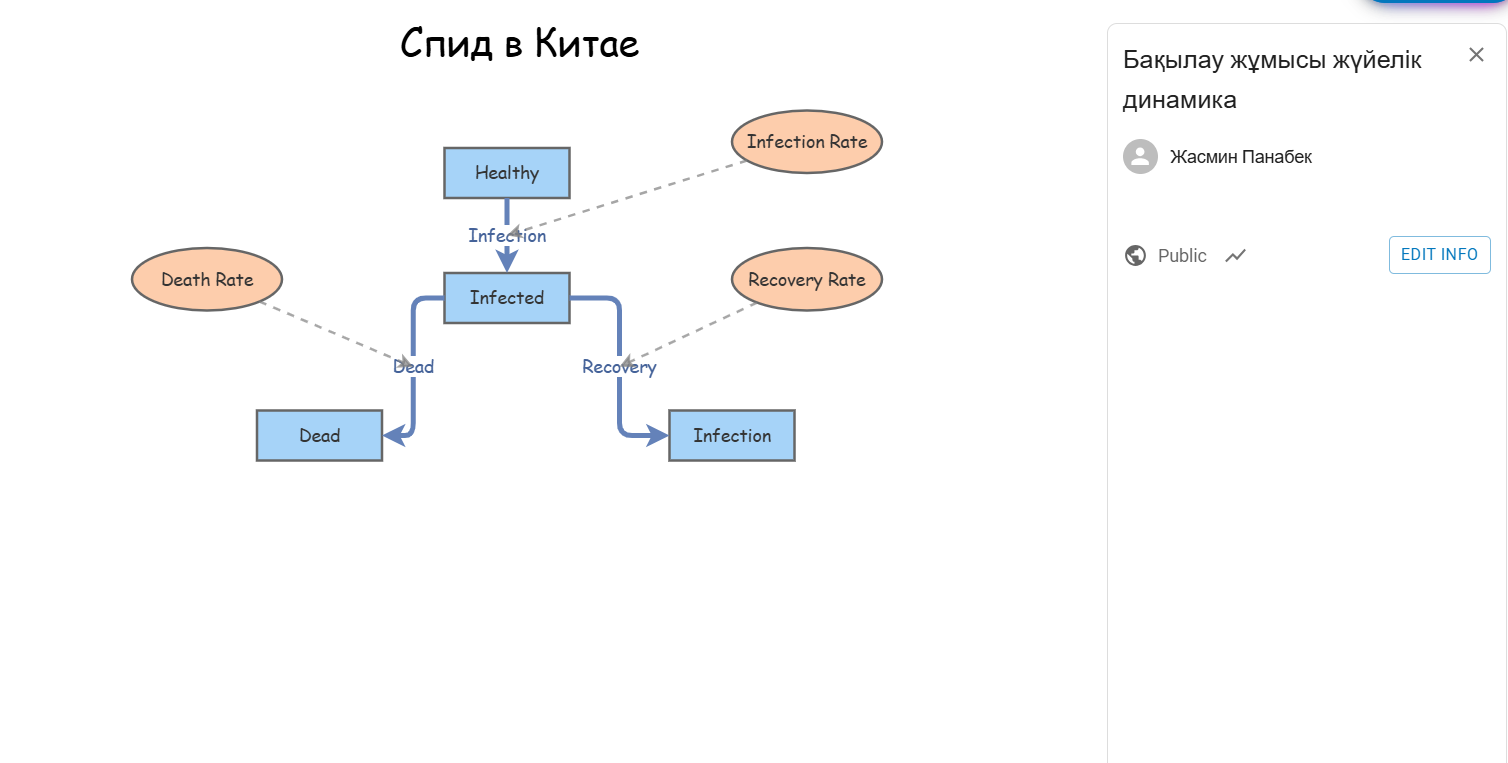 Спид в Китае
Infection Rate
Healthy
Infection
Death Rate
Recovery Rate
Infected
Dead
Recovery
Dead
Infection
Бақылау жұмысы жүйелік
динамика
Жасмин Панабек
Public
EDIT INFO